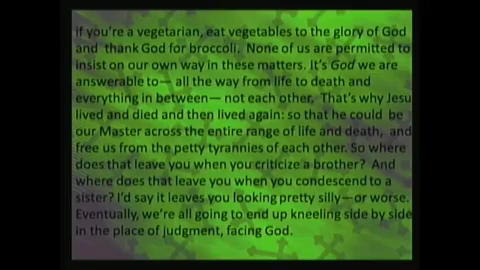 if you're a vegetarian, eat vegetables to the glory of God
and thank God for broccoli. None of us are permitted to
insist on our own way in these matters. It's God we are
answerable to— all the way from life to death and
everything in between— not each other. That's why Jesu
lived and died and then lived again: so that he could be
our Master across the entire range of life and death, and
free us from the petty tyrannies of each other. So where
does that leave you when you criticize a brother? And
where does that leave you when you condescend to a
sister? I'd say it leaves you looking pretty silly—or worse.
Eventually, we're all going to end up kneeling side by side
in the place of judgment, facing God.